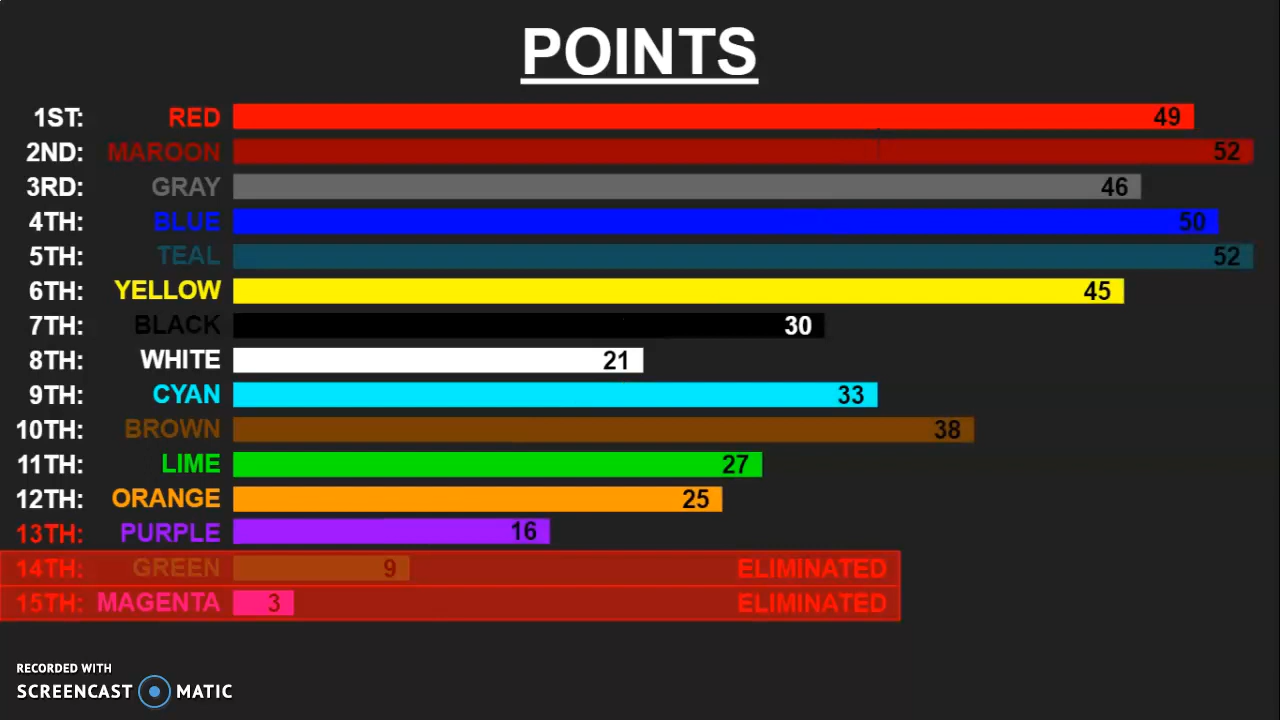 POINTS
1ST: RED 49
2ND: MAROON 52
3RD: GRAY 46
4TH: BLUE 50
5TH: TEAL 52
6TH: YELLOW 45
7TH: BLACK 30
8TH: WHITE 21
9TH: CYAN 33
10TH: BROWN 38
11TH: LIME 27
12TH: ORANGE 25
13TH: PURPLE 16
14TH: GREEN 9 ELIMINATED
15TH: MAGENTA 3 ELIMINATED
RECORDED WITH
SCREENCAST MATIC